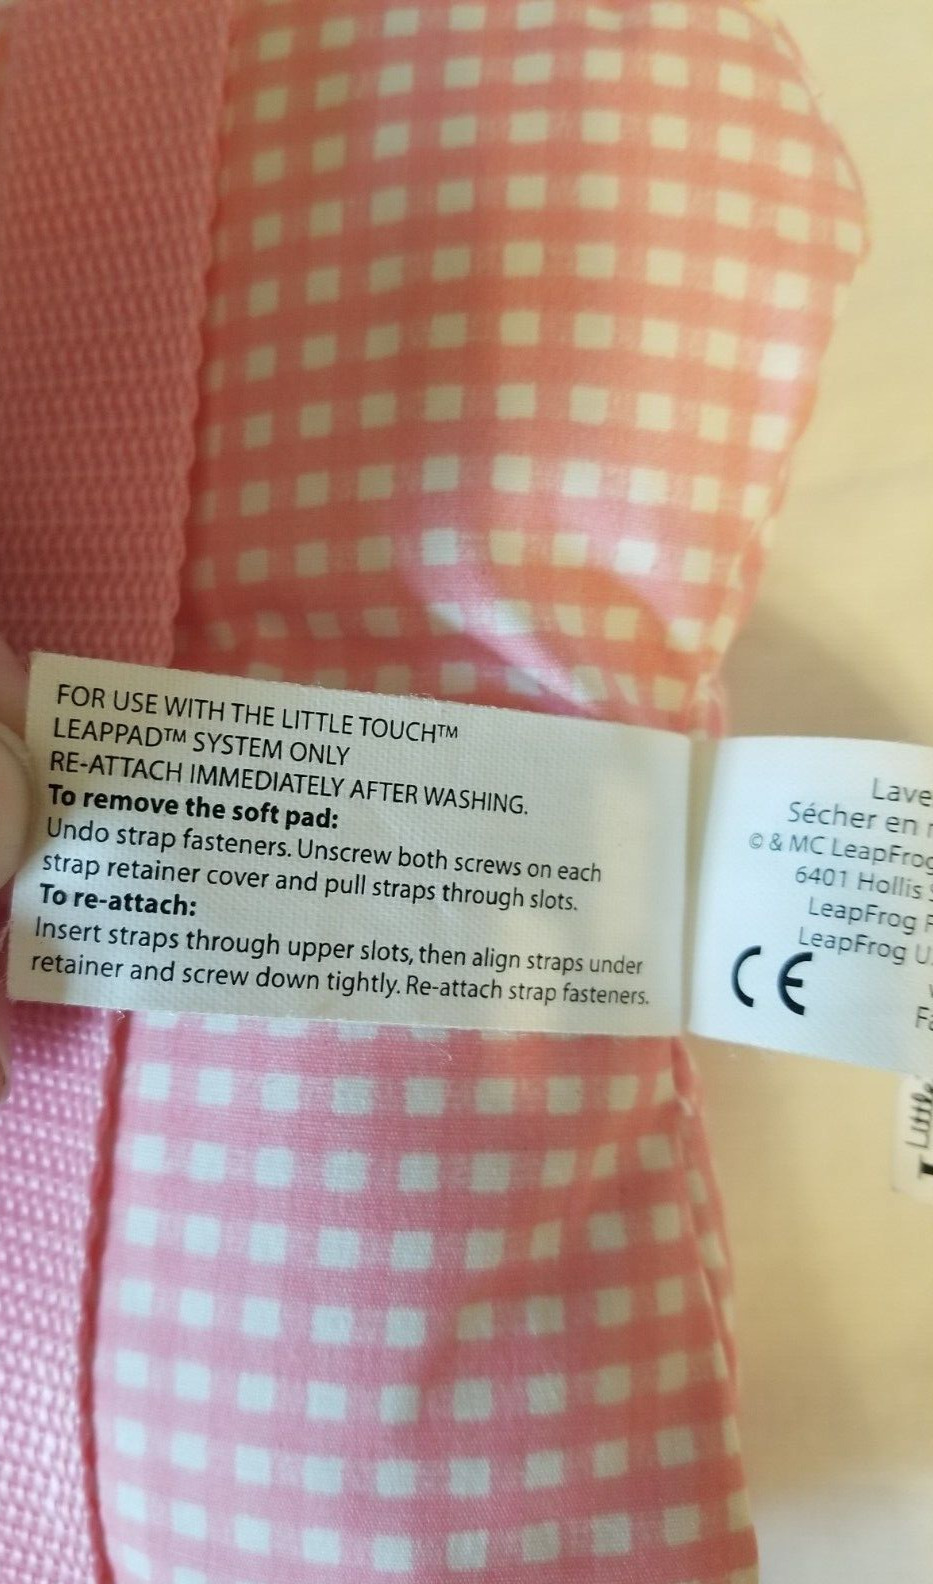 FOR USE WITH THE LITTLE TOUCH™
LEAPPAD™ SYSTEM ONLY
RE-ATTACH IMMEDIATELY AFTER WASHING.
To remove the soft pad:
Undo strap fasteners. Unscrew both screws on each
strap retainer cover and pull straps through slots.
To re-attach:
Insert straps through upper slots, then align straps under
retainer and screw down tightly. Re-attach strap fasteners.
Lave
Sécher en
© & MC LeapFrog
6401 Hollis
LeapFrog
LeapFrog
CE
Little